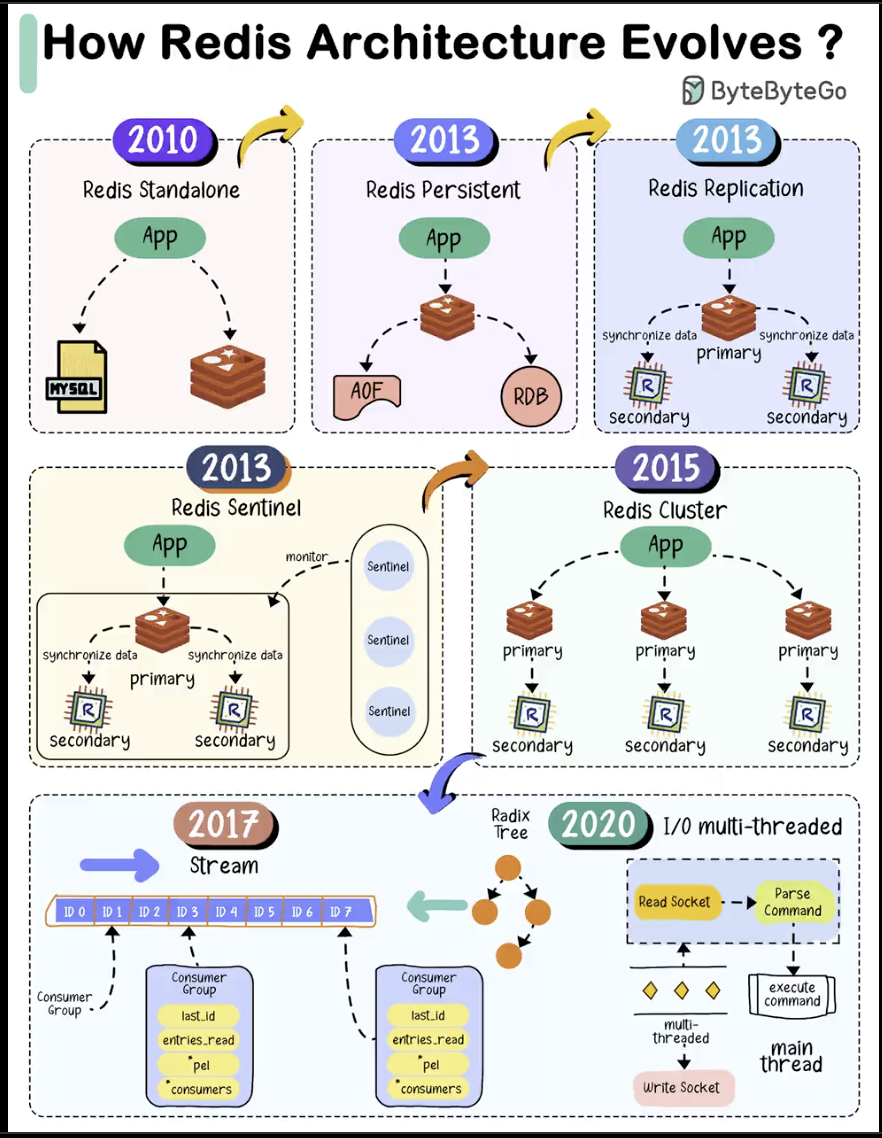 How Redis Architecture Evolves ?
ByteByteGo
2010
Redis Standalone
App
MYSQL
2013
Redis Persistent
App
AOF
RDB
2013
Redis Replication
App
synchronize data
synchronize data
primary
R
R
secondary
secondary
2013
Redis Sentinel
App
monitor
Sentinel
Sentinel
Sentinel
synchronize data
synchronize data
primary
R
R
secondary
secondary
2015
Redis Cluster
App
primary
primary
primary
R
R
R
secondary
secondary
secondary
2017
Stream
ID 0
ID 1
ID 2
ID 3
ID 4
ID 5
ID 6
ID 7
Consumer
Group
Consumer
Group
last_id
entries_read
*pel
*consumers
Consumer
Group
last_id
entries_read
*pel
*consumers
Radix
Tree
2020
I/O multi-threaded
Read Socket
Parse
Command
execute
command
multi-
threaded
main
thread
Write Socket